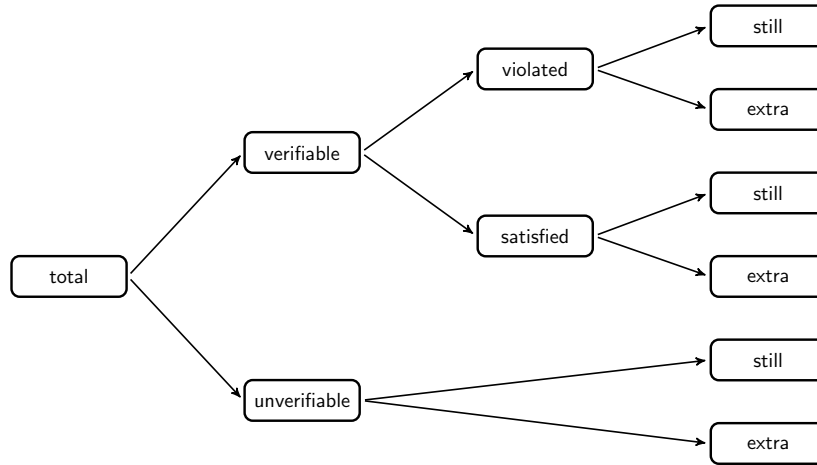 still
violated
extra
verifiable
still
satisfied
extra
total
still
unverifiable
extra